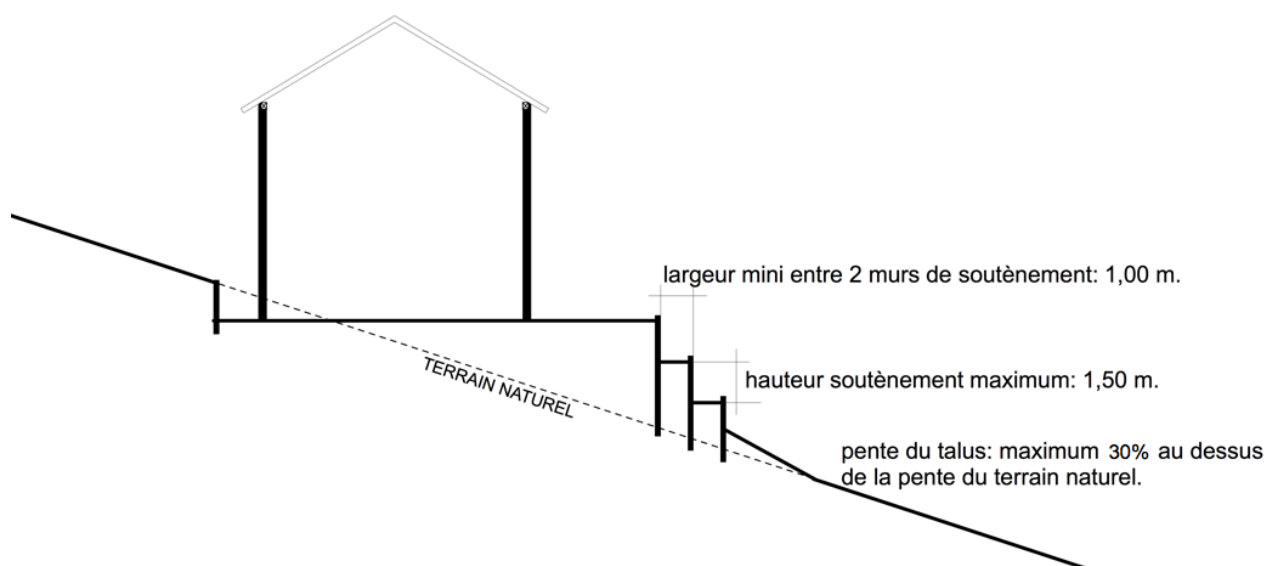 largeur mini entre 2 murs de soutènement: 1,00 m.
TERRAIN NATUREL
hauteur soutènement maximum: 1,50 m.
pente du talus: maximum 30% au dessus
de la pente du terrain naturel.